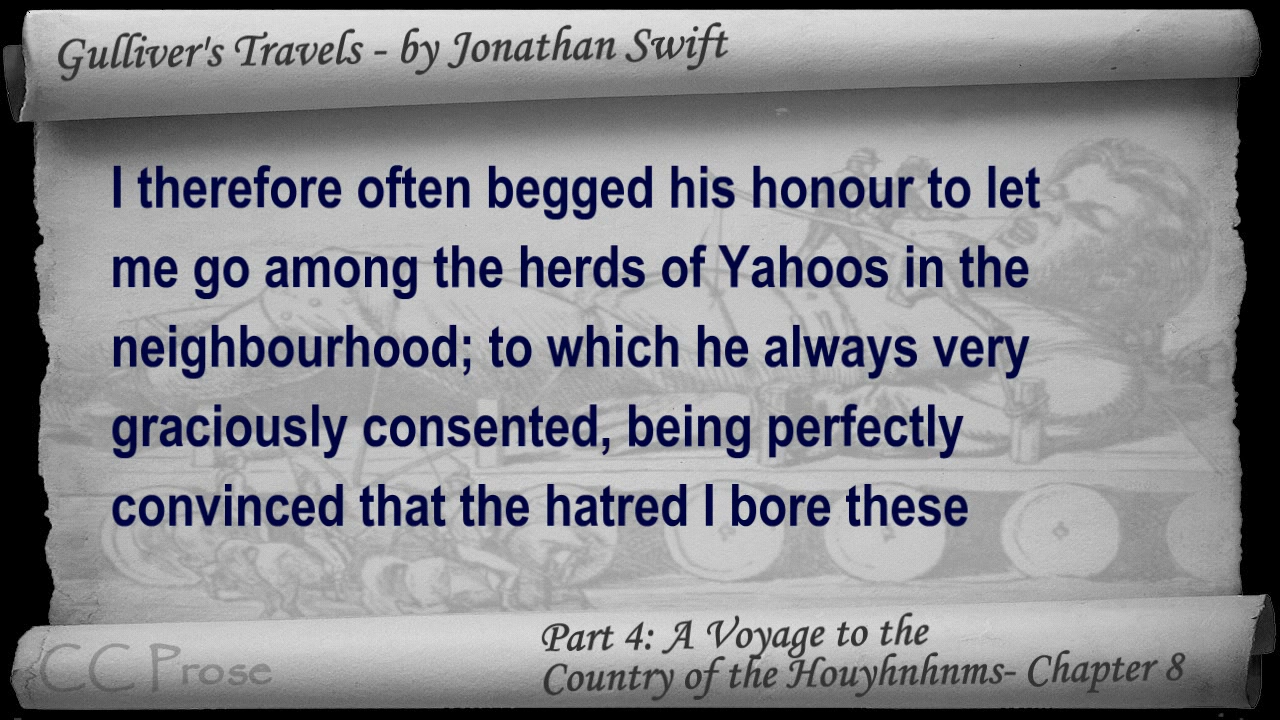 Gulliver's Travels - by Jonathan Swift
I therefore often begged his honour to let
me go among the herds of Yahoos in the
neighbourhood; to which he always very
graciously consented, being perfectly
convinced that the hatred I bore these
CC Prose
Part 4: A Voyage to the
Country of the Houyhnhnms- Chapter 8